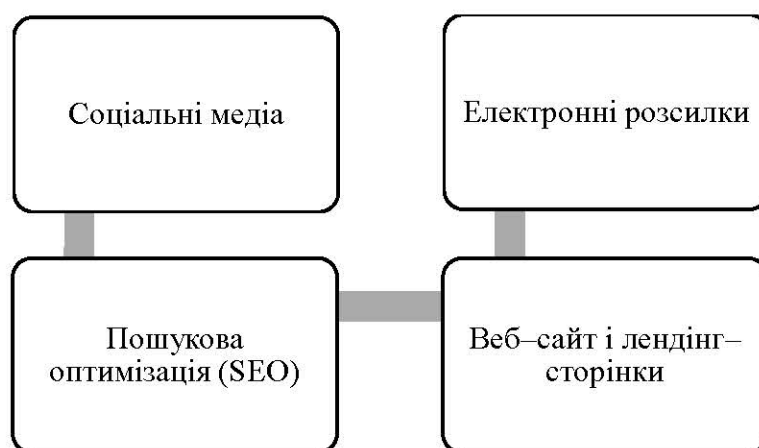 Соціальні медіа
Електронні розсилки
Пошукова
оптимізація (SEO)
Веб–сайт і лендінг–
сторінки